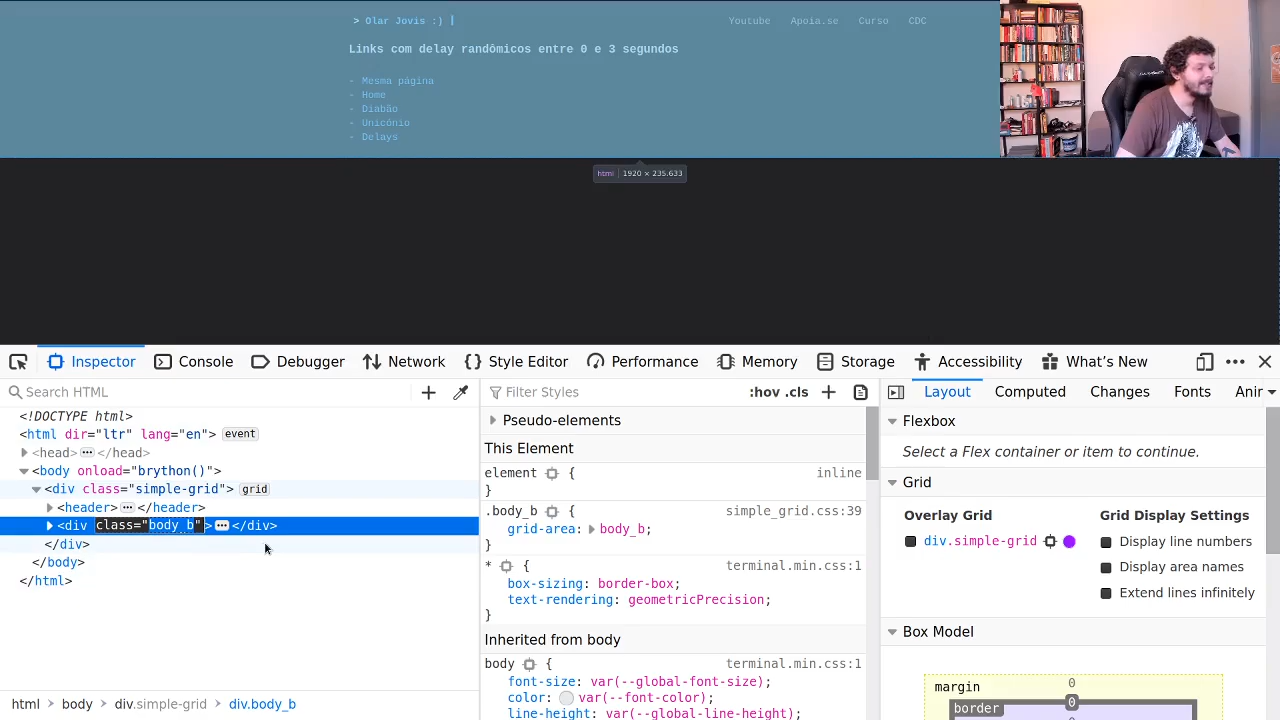 > Olar Jovis :) Youtube Apoia.se Curso CDC
Links com delay randômicos entre 0 e 3 segundos
- Mesma página
- Home
- Diabão
- Unicónio
- Delays
html 1920 × 235.633
Inspector Console Debugger Network Style Editor Performance Memory Storage Accessibility What's New
Search HTML
<!DOCTYPE html>
<html dir="ltr" lang="en"> event
<head> ••• </head>
<body onload="brython()">
<div class="simple-grid"> grid
<header> ••• </header>
<div class="body_b"> ••• </div>
</div>
</body>
</html>
html body div.simple-grid div.body_b
Filter Styles :hov .cls
Pseudo-elements
This Element
element { inline
}
.body_b { simple_grid.css:39
grid-area: body_b;
}
* { terminal.min.css:1
box-sizing: border-box;
text-rendering: geometricPrecision;
}
Inherited from body
body { terminal.min.css:1
font-size: var(--global-font-size);
color: var(--font-color);
line-height: var(--global-line-height);
Layout Computed Changes Fonts Anir
Flexbox
Select a Flex container or item to continue.
Grid
Overlay Grid
div.simple-grid
Grid Display Settings
Display line numbers
Display area names
Extend lines infinitely
Box Model
margin 0
border 0